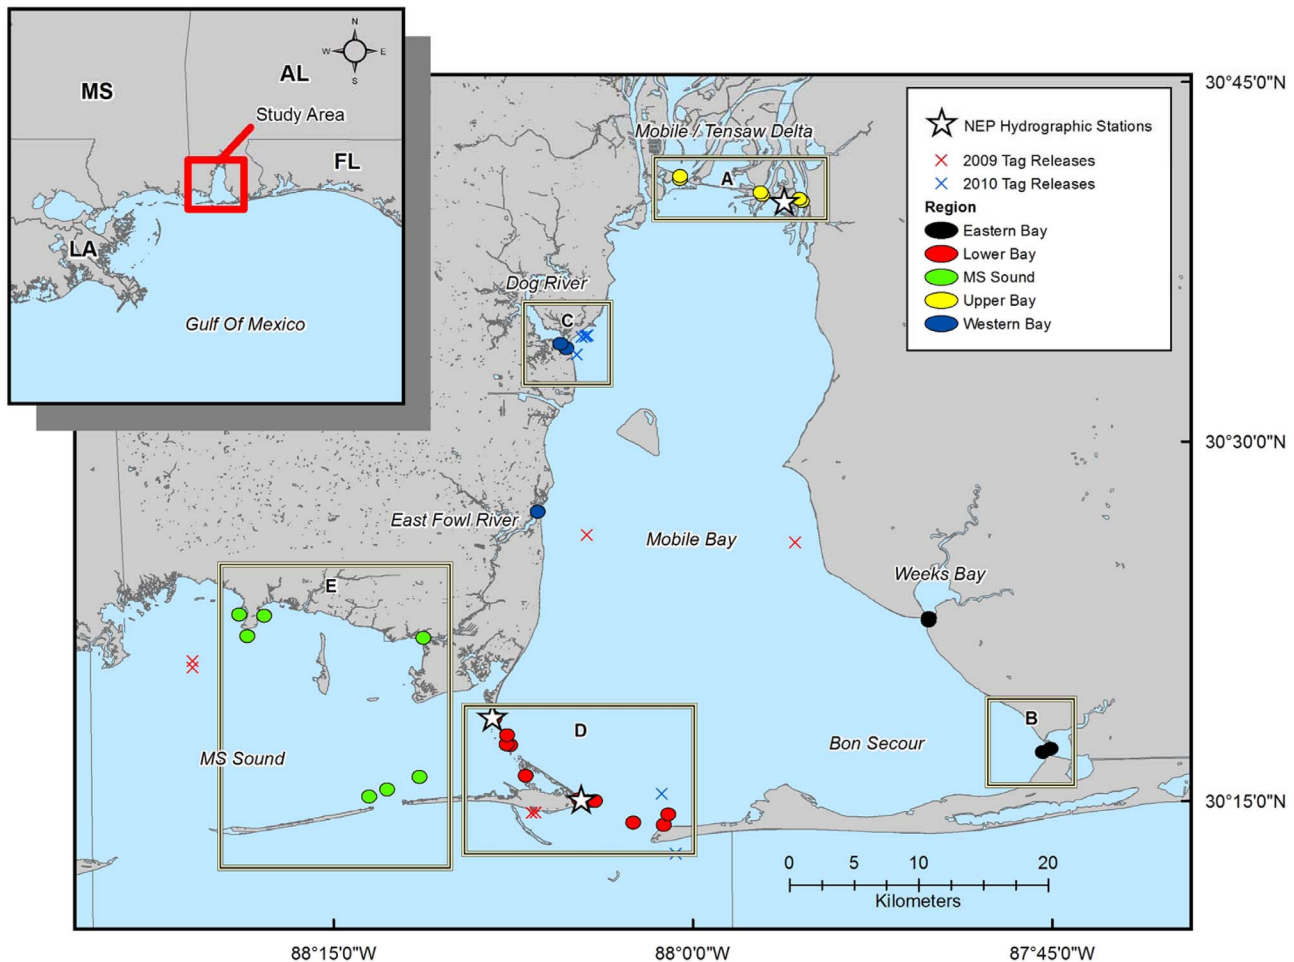 N
W E
S
MS
AL
Study Area
FL
LA
Gulf Of Mexico
30°45'0"N
NEP Hydrographic Stations
2009 Tag Releases
2010 Tag Releases
Region
Eastern Bay
Lower Bay
MS Sound
Upper Bay
Western Bay
Mobile / Tensaw Delta
A
Dog River
C
30°30'0"N
East Fowl River
Mobile Bay
Weeks Bay
E
B
D
MS Sound
Bon Secour
30°15'0"N
0 5 10 20
Kilometers
88°15'0"W 88°0'0"W 87°45'0"W